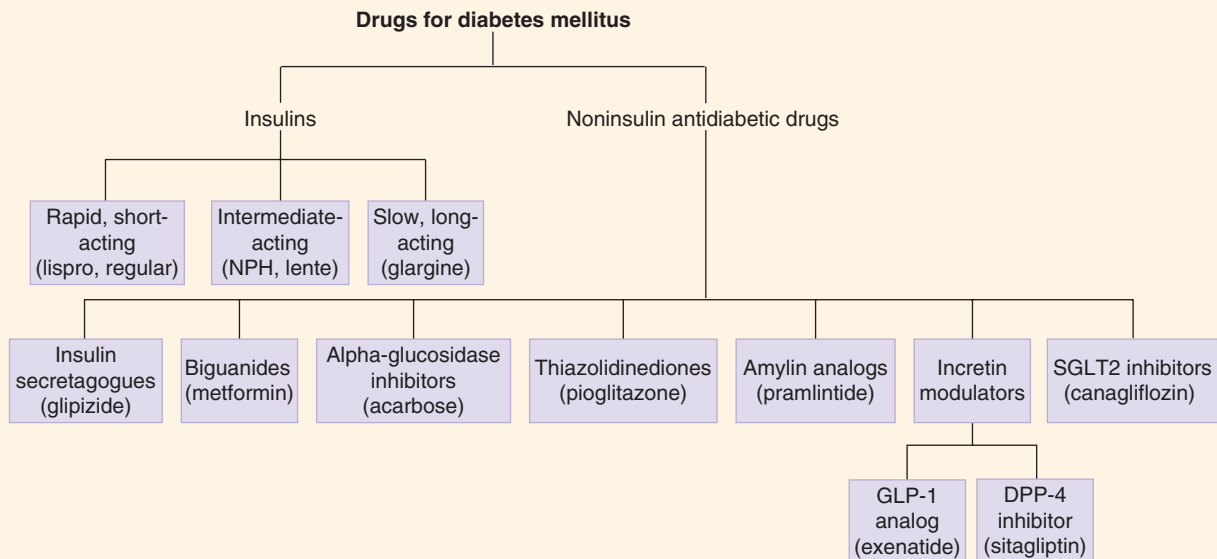 Drugs for diabetes mellitus
Insulins
Noninsulin antidiabetic drugs
Rapid, short-
acting
(lispro, regular)
Intermediate-
acting
(NPH, lente)
Slow, long-
acting
(glargine)
Insulin
secretagogues
(glipizide)
Biguanides
(metformin)
Alpha-glucosidase
inhibitors
(acarbose)
Thiazolidinediones
(pioglitazone)
Amylin analogs
(pramlintide)
Incretin
modulators
SGLT2 inhibitors
(canagliflozin)
GLP-1
analog
(exenatide)
DPP-4
inhibitor
(sitagliptin)